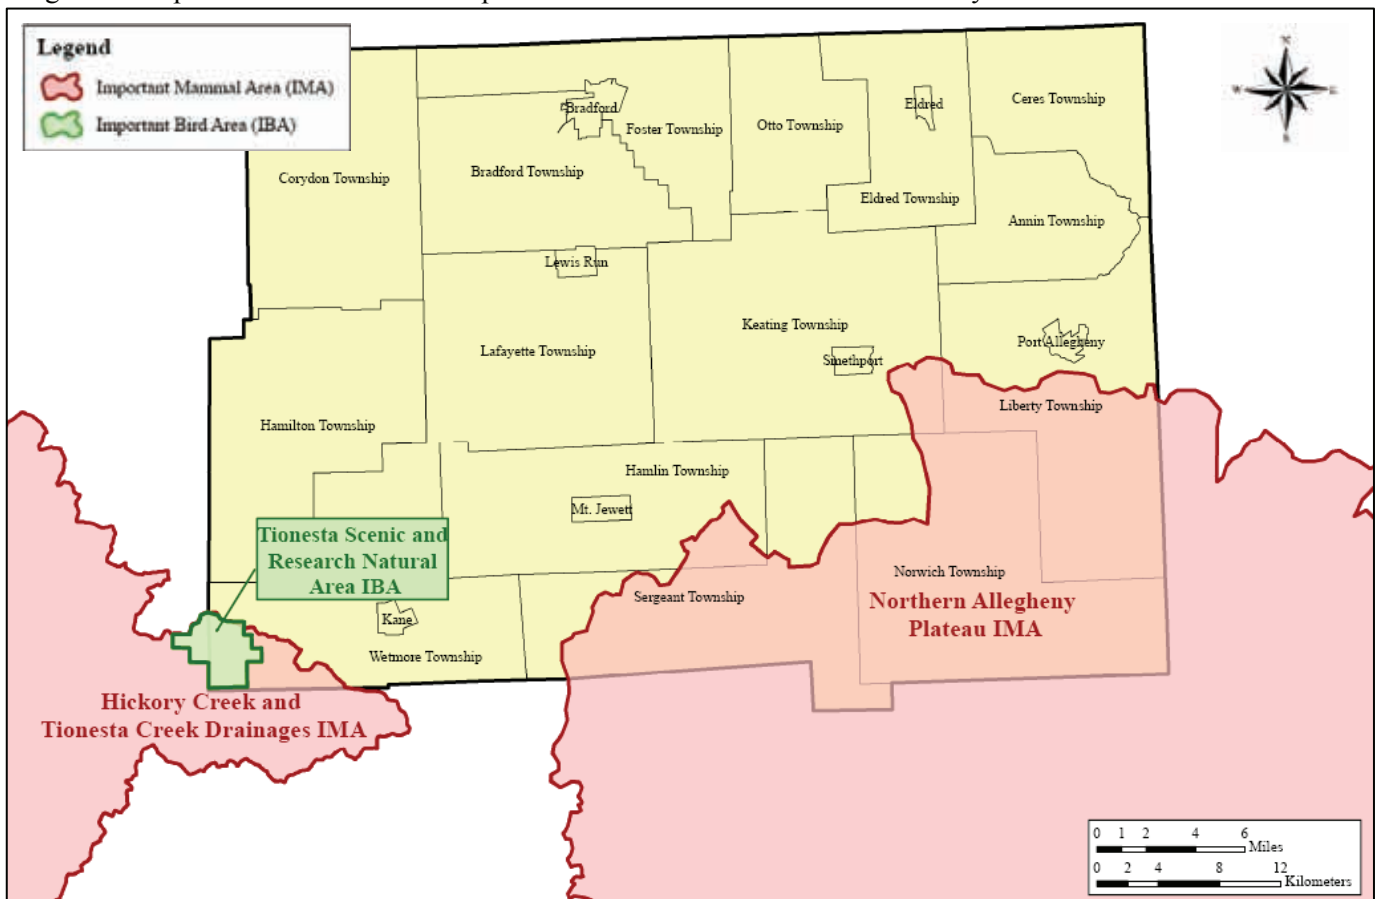 Legend
Important Mammal Area (IMA)
Important Bird Area (IBA)
N
W
E
S
Ceres Township
Eldred
Bradford
Otto Township
Foster Township
Corydon Township
Bradford Township
Eldred Township
Annin Township
Lewis Run
Keating Township
Port Allegheny
Lafayette Township
Smethport
Liberty Township
Hamilton Township
Hamlin Township
Mt. Jewett
Tionesta Scenic and
Research Natural
Area IBA
Norwich Township
Sergeant Township
Northern Allegheny
Plateau IMA
Kane
Wetmore Township
Hickory Creek and
Tionesta Creek Drainages IMA
0 1 2 4 6
Miles
0 2 4 8 12
Kilometers